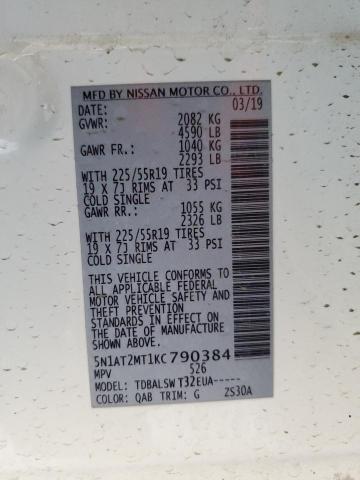 MFD BY NISSAN MOTOR CO., LTD.
DATE: 03/19
GVWR: 2082 KG
4590 LB
GAWR FR.: 1040 KG
2293 LB
WITH 225/55R19 TIRES
19 X 7J RIMS AT 33 PSI
COLD SINGLE
GAWR RR.: 1055 KG
2326 LB
WITH 225/55R19 TIRES
19 X 7J RIMS AT 33 PSI
COLD SINGLE
THIS VEHICLE CONFORMS TO
ALL APPLICABLE FEDERAL
MOTOR VEHICLE SAFETY
AND THEFT PREVENTION
STANDARDS IN EFFECT ON
THE DATE OF MANUFACTURE
SHOWN ABOVE.
5N1AT2MT1KC790384
MPV 526
MODEL: TDBALSWT32EUA-----
COLOR: QAB TRIM: G ZS30A